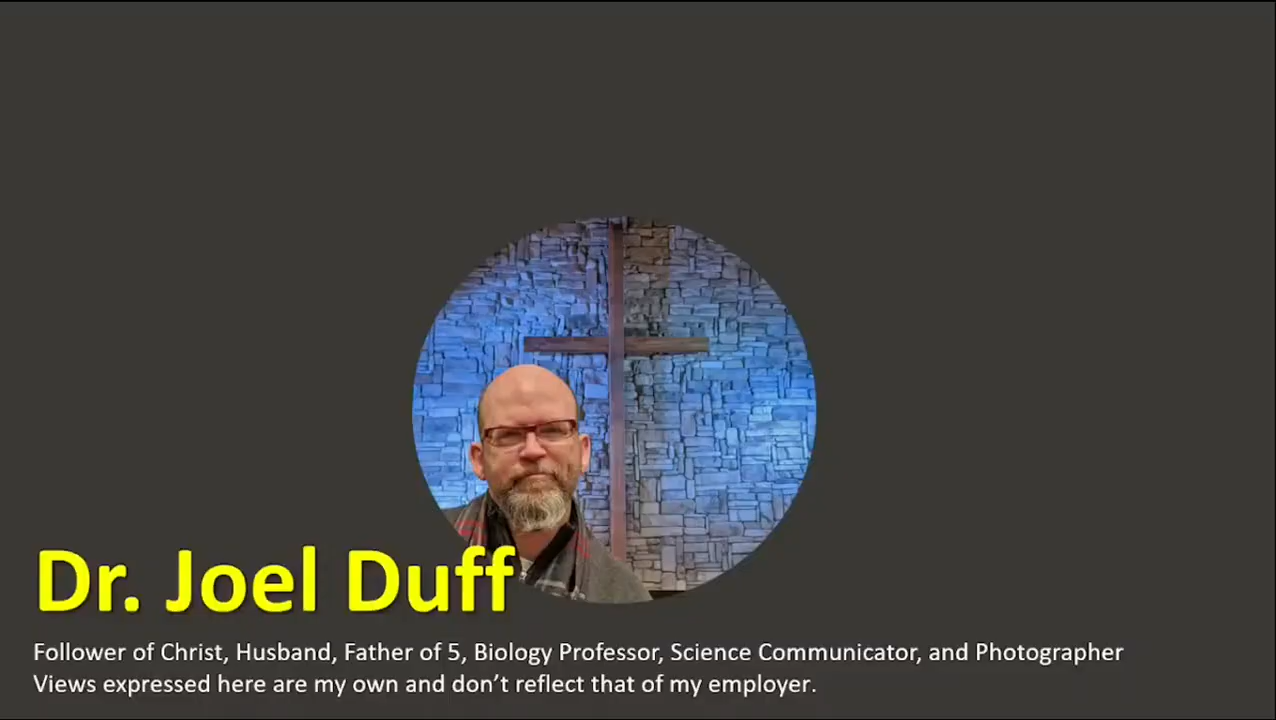 Dr. Joel Duff
Follower of Christ, Husband, Father of 5, Biology Professor, Science Communicator, and Photographer
Views expressed here are my own and don’t reflect that of my employer.